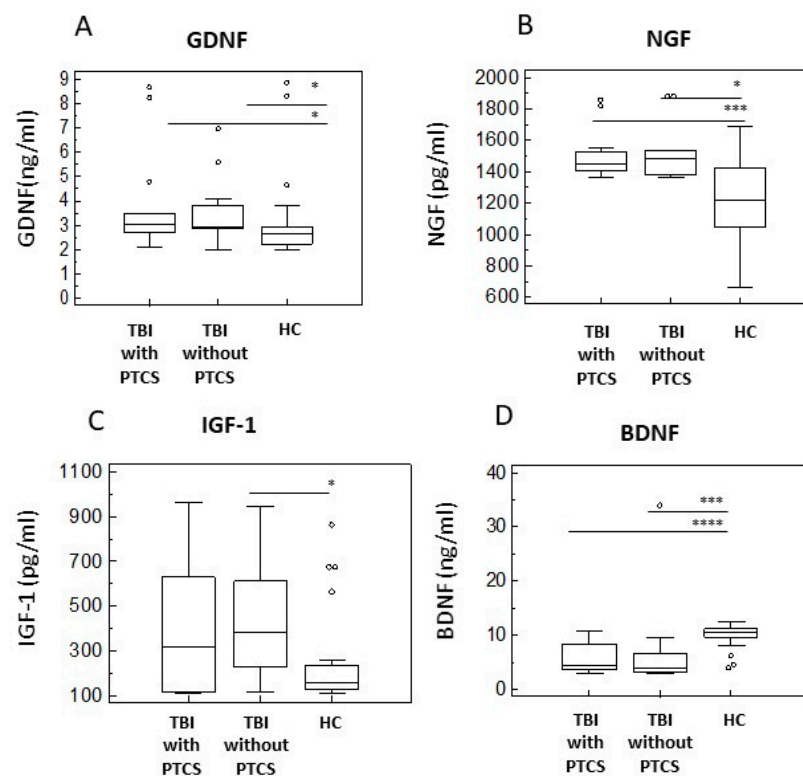 A
GDNF
GDNF(ng/ml)
9
8
7
6
5
4
3
2
1
0
*
*
TBI with PTCS
TBI without PTCS
HC
B
NGF
NGF (pg/ml)
2000
1800
1600
1400
1200
1000
800
600
*
***
TBI with PTCS
TBI without PTCS
HC
C
IGF-1
IGF-1 (pg/ml)
1100
900
700
500
300
100
*
TBI with PTCS
TBI without PTCS
HC
D
BDNF
BDNF (ng/ml)
40
30
20
10
0
***
****
TBI with PTCS
TBI without PTCS
HC